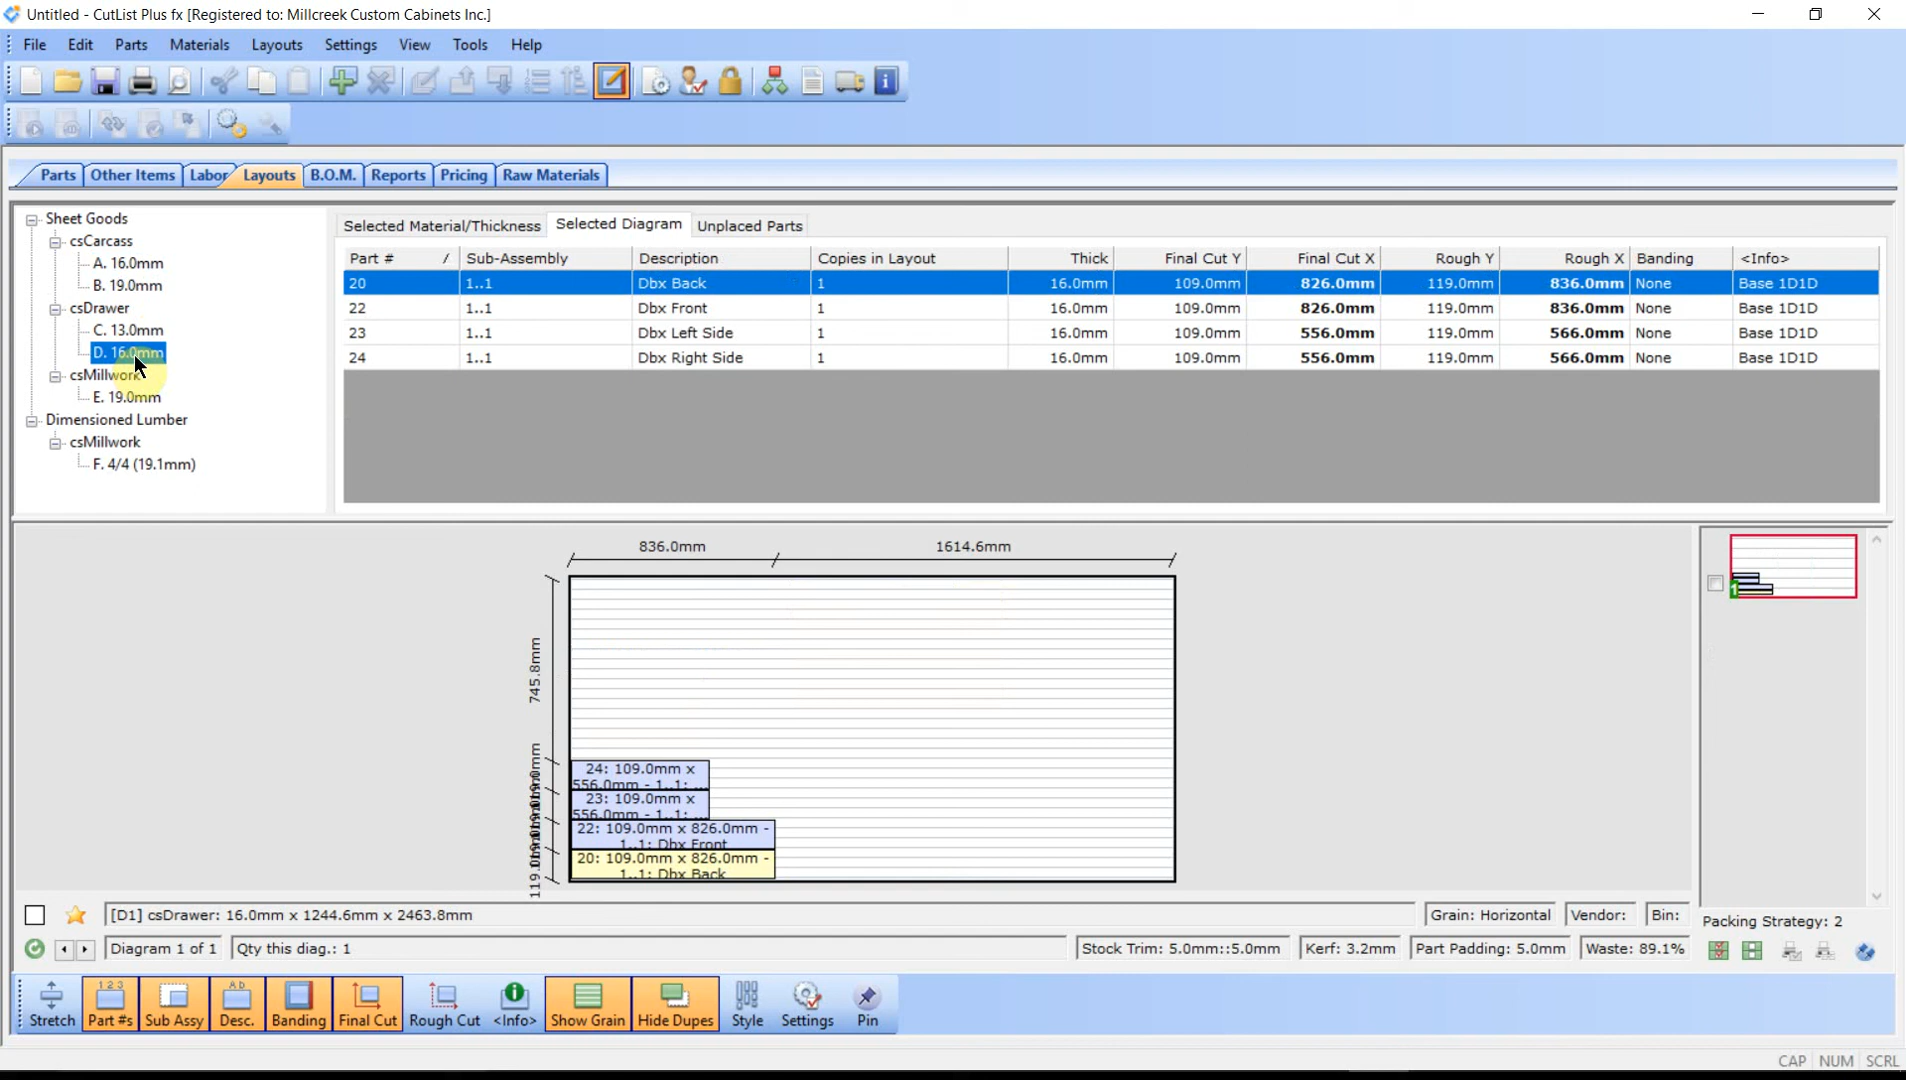 Untitled - CutList Plus fx [Registered to: Millcreek Custom Cabinets Inc.]
File Edit Parts Materials Layouts Settings View Tools Help
Parts Other Items Labor Layouts B.O.M. Reports Pricing Raw Materials
Sheet Goods
csCarcass
A. 16.0mm
B. 19.0mm
csDrawer
C. 13.0mm
D. 16.0mm
csMillwork
E. 19.0mm
Dimensioned Lumber
csMillwork
F. 4/4 (19.1mm)
Selected Material/Thickness Selected Diagram Unplaced Parts
Part # / Sub-Assembly Description Copies in Layout Thick Final Cut Y Final Cut X Rough Y Rough X Banding <Info>
20 1..1 Dbx Back 1 16.0mm 109.0mm 826.0mm 119.0mm 836.0mm None Base 1D1D
22 1..1 Dbx Front 1 16.0mm 109.0mm 826.0mm 119.0mm 836.0mm None Base 1D1D
23 1..1 Dbx Left Side 1 16.0mm 109.0mm 556.0mm 119.0mm 566.0mm None Base 1D1D
24 1..1 Dbx Right Side 1 16.0mm 109.0mm 556.0mm 119.0mm 566.0mm None Base 1D1D
836.0mm 1614.6mm
745.8mm
24: 109.0mm x
556.0mm - 1..1: ...
23: 109.0mm x
556.0mm - 1..1: ...
22: 109.0mm x 826.0mm -
1..1: Dbx Front
20: 109.0mm x 826.0mm -
1..1: Dbx Back
1
[D1] csDrawer: 16.0mm x 1244.6mm x 2463.8mm Grain: Horizontal Vendor: Bin:
Packing Strategy: 2
Diagram 1 of 1 Qty this diag.: 1 Stock Trim: 5.0mm::5.0mm Kerf: 3.2mm Part Padding: 5.0mm Waste: 89.1%
1 2 3 A B
Stretch Part #s Sub Assy Desc. Banding Final Cut Rough Cut <Info> Show Grain Hide Dupes Style Settings Pin
CAP NUM SCRL